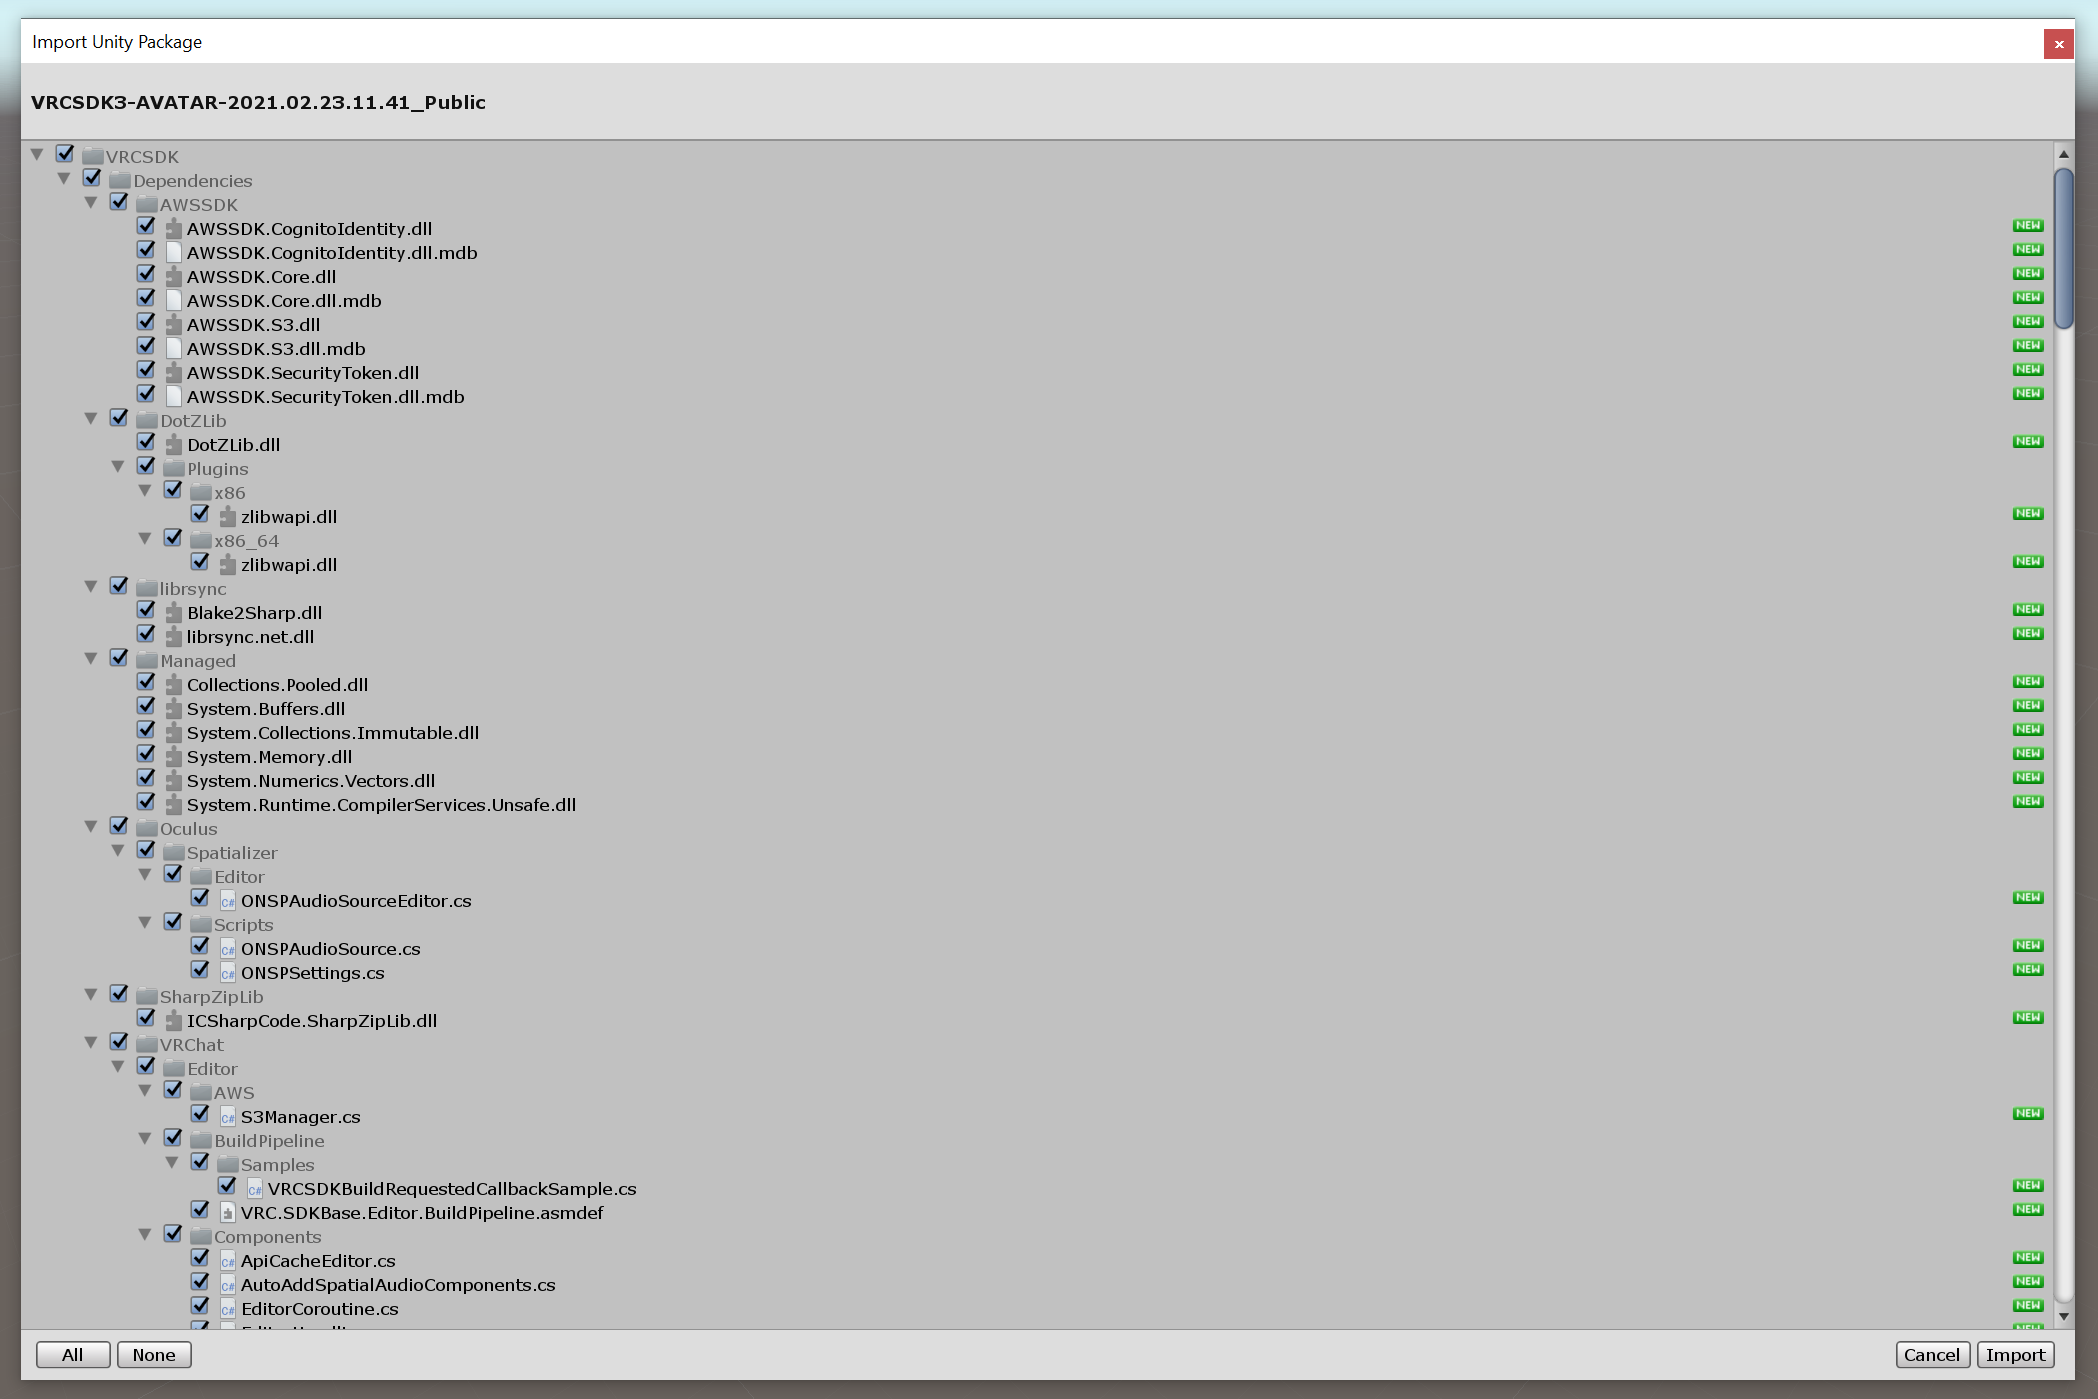 Import Unity Package
x
VRCSDK3-AVATAR-2021.02.23.11.41_Public
VRCSDK
Dependencies
AWSSDK
AWSSDK.CognitoIdentity.dll NEW
AWSSDK.CognitoIdentity.dll.mdb NEW
AWSSDK.Core.dll NEW
AWSSDK.Core.dll.mdb NEW
AWSSDK.S3.dll NEW
AWSSDK.S3.dll.mdb NEW
AWSSDK.SecurityToken.dll NEW
AWSSDK.SecurityToken.dll.mdb NEW
DotZLib
DotZLib.dll NEW
Plugins
x86
zlibwapi.dll NEW
x86_64
zlibwapi.dll NEW
librsync
Blake2Sharp.dll NEW
librsync.net.dll NEW
Managed
Collections.Pooled.dll NEW
System.Buffers.dll NEW
System.Collections.Immutable.dll NEW
System.Memory.dll NEW
System.Numerics.Vectors.dll NEW
System.Runtime.CompilerServices.Unsafe.dll NEW
Oculus
Spatializer
Editor
C# ONSPAudioSourceEditor.cs NEW
Scripts
C# ONSPAudioSource.cs NEW
C# ONSPSettings.cs NEW
SharpZipLib
ICSharpCode.SharpZipLib.dll NEW
VRChat
Editor
AWS
C# S3Manager.cs NEW
BuildPipeline
Samples
C# VRCSDKBuildRequestedCallbackSample.cs NEW
VRC.SDKBase.Editor.BuildPipeline.asmdef NEW
Components
C# ApiCacheEditor.cs NEW
C# AutoAddSpatialAudioComponents.cs NEW
C# EditorCoroutine.cs NEW
All None Cancel Import